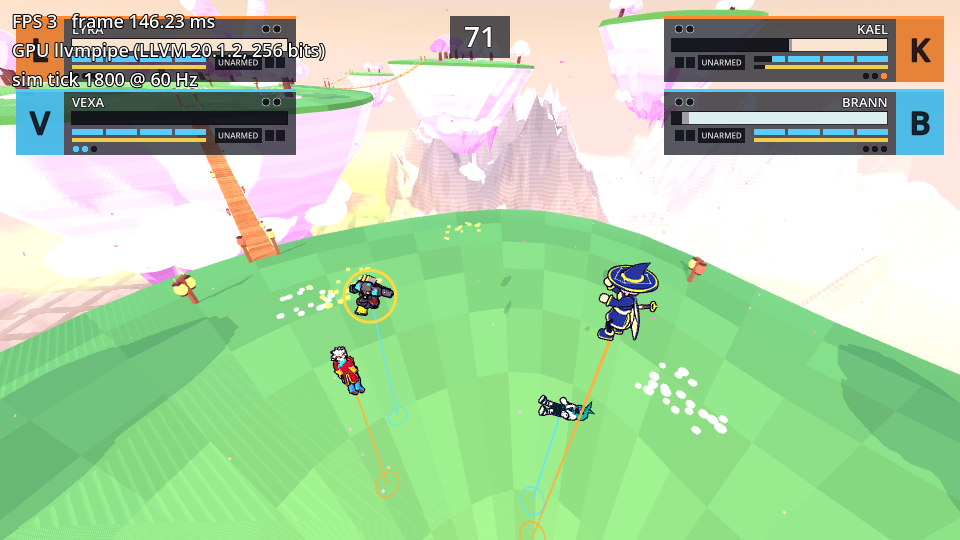 FPS 3 frame 146.23 ms
GPU llvmpipe (LLVM 20.1.2, 256 bits)
sim tick 1800 @ 60 Hz
L
LYRA
UNARMED
V
VEXA
UNARMED
71
KAEL
K
UNARMED
BRANN
B
UNARMED